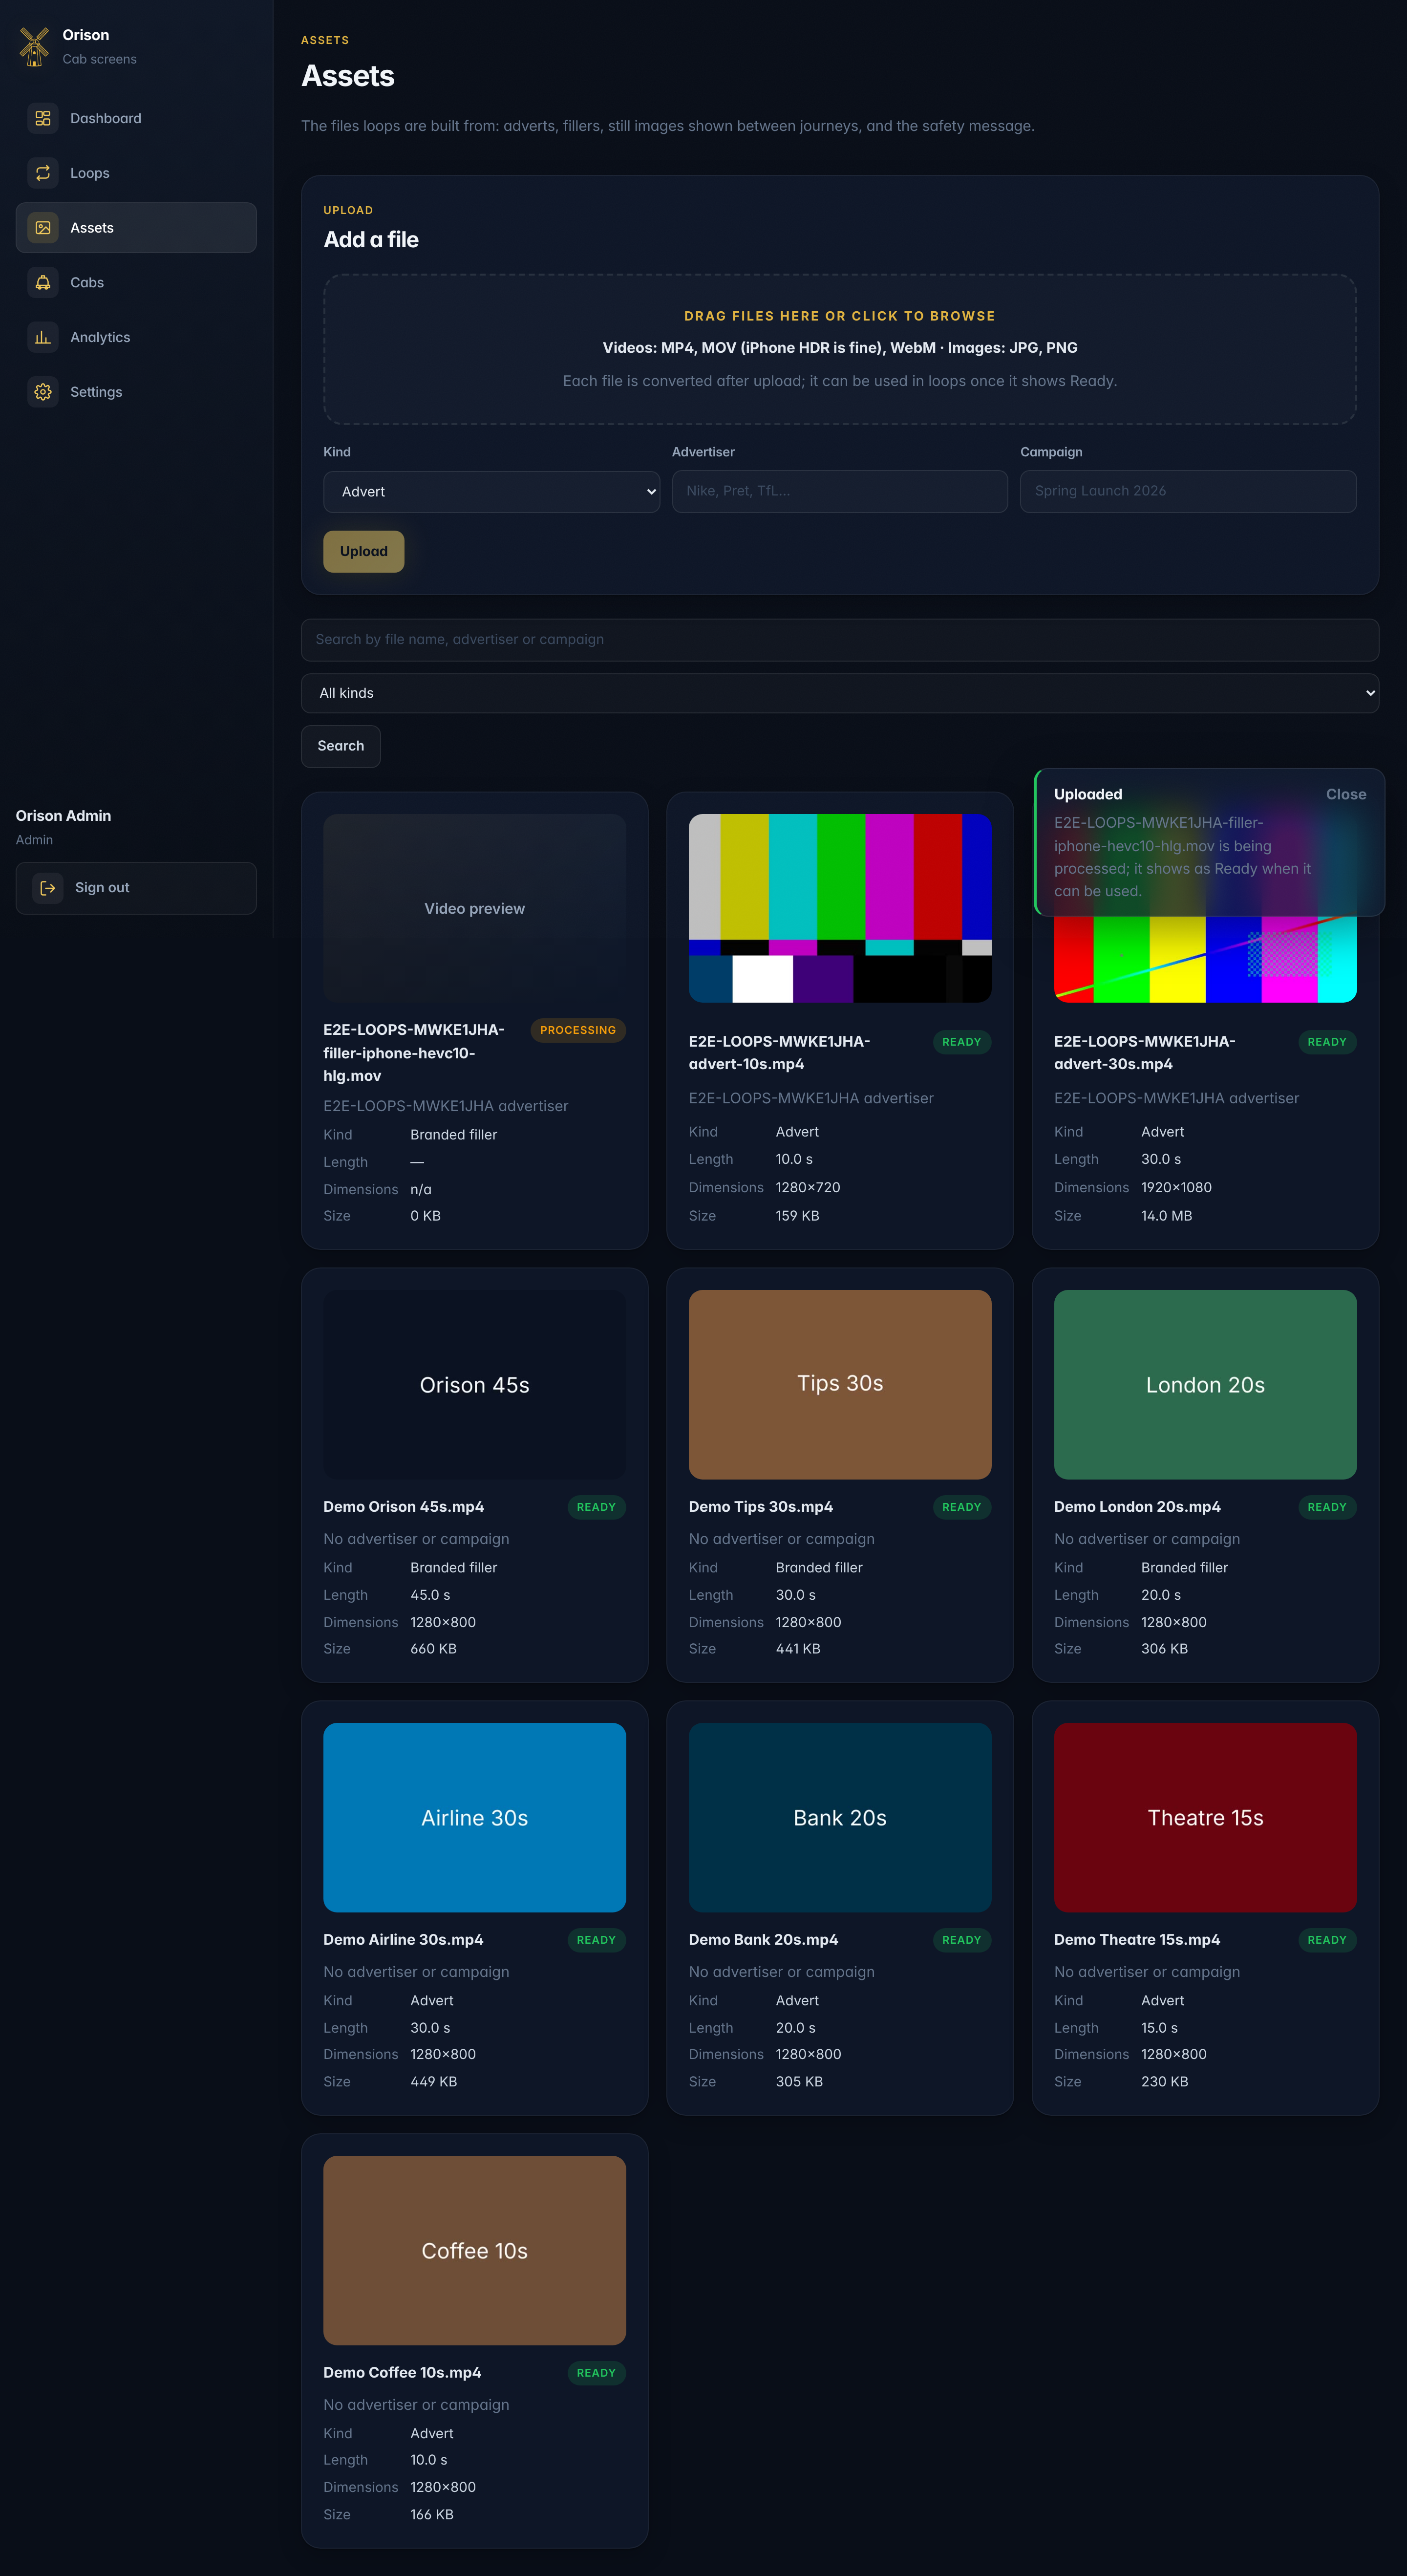 Orison
Cab screens
Dashboard
Loops
Assets
Cabs
Analytics
Settings
Orison Admin
Admin
Sign out
ASSETS
Assets
The files loops are built from: adverts, fillers, still images shown between journeys, and the safety message.
UPLOAD
Add a file
DRAG FILES HERE OR CLICK TO BROWSE
Videos: MP4, MOV (iPhone HDR is fine), WebM · Images: JPG, PNG
Each file is converted after upload; it can be used in loops once it shows Ready.
Kind Advertiser Campaign
Advert Nike, Pret, TfL... Spring Launch 2026
Upload
Search by file name, advertiser or campaign
All kinds
Search
Uploaded Close
E2E-LOOPS-MWKE1JHA-filler-
iphone-hevc10-hlg.mov is being
processed; it shows as Ready when it
can be used.
Video preview
E2E-LOOPS-MWKE1JHA- PROCESSING
filler-iphone-hevc10-
hlg.mov
E2E-LOOPS-MWKE1JHA advertiser
Kind Branded filler
Length —
Dimensions n/a
Size 0 KB
E2E-LOOPS-MWKE1JHA- READY
advert-10s.mp4
E2E-LOOPS-MWKE1JHA advertiser
Kind Advert
Length 10.0 s
Dimensions 1280×720
Size 159 KB
E2E-LOOPS-MWKE1JHA- READY
advert-30s.mp4
E2E-LOOPS-MWKE1JHA advertiser
Kind Advert
Length 30.0 s
Dimensions 1920×1080
Size 14.0 MB
Orison 45s
Demo Orison 45s.mp4 READY
No advertiser or campaign
Kind Branded filler
Length 45.0 s
Dimensions 1280×800
Size 660 KB
Tips 30s
Demo Tips 30s.mp4 READY
No advertiser or campaign
Kind Branded filler
Length 30.0 s
Dimensions 1280×800
Size 441 KB
London 20s
Demo London 20s.mp4 READY
No advertiser or campaign
Kind Branded filler
Length 20.0 s
Dimensions 1280×800
Size 306 KB
Airline 30s
Demo Airline 30s.mp4 READY
No advertiser or campaign
Kind Advert
Length 30.0 s
Dimensions 1280×800
Size 449 KB
Bank 20s
Demo Bank 20s.mp4 READY
No advertiser or campaign
Kind Advert
Length 20.0 s
Dimensions 1280×800
Size 305 KB
Theatre 15s
Demo Theatre 15s.mp4 READY
No advertiser or campaign
Kind Advert
Length 15.0 s
Dimensions 1280×800
Size 230 KB
Coffee 10s
Demo Coffee 10s.mp4 READY
No advertiser or campaign
Kind Advert
Length 10.0 s
Dimensions 1280×800
Size 166 KB